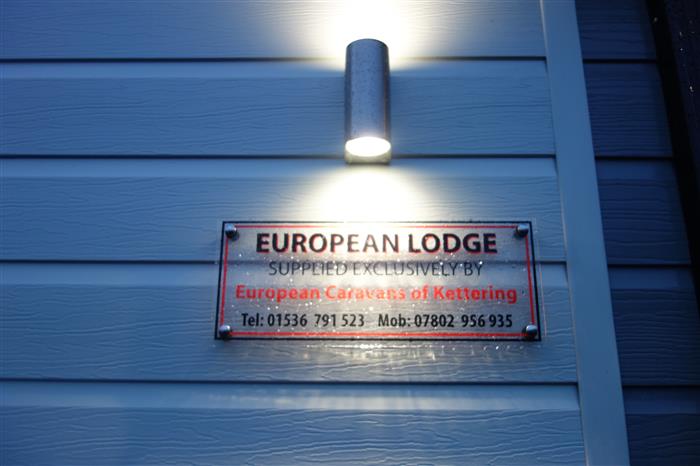 EUROPEAN LODGE
SUPPLIED EXCLUSIVELY BY
European Caravans of Kettering
Tel: 01536 791 523 Mob: 07802 956 935